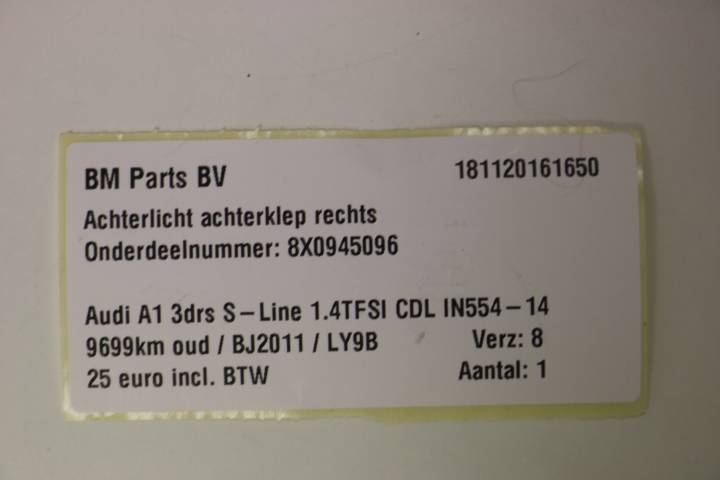 BM Parts BV 181120161650
Achterlicht achterklep rechts
Onderdeelnummer: 8X0945096
Audi A1 3drs S-Line 1.4TFSI CDL IN554-14
9699km oud / BJ2011 / LY9B Verz: 8
25 euro incl. BTW Aantal: 1